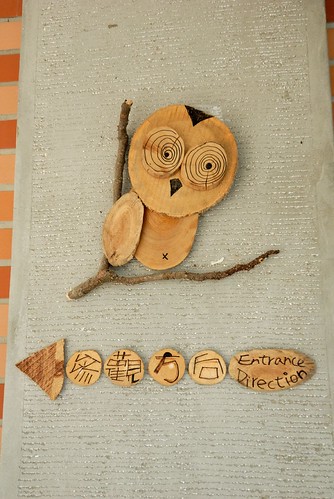 參觀方向
Entrance
Direction